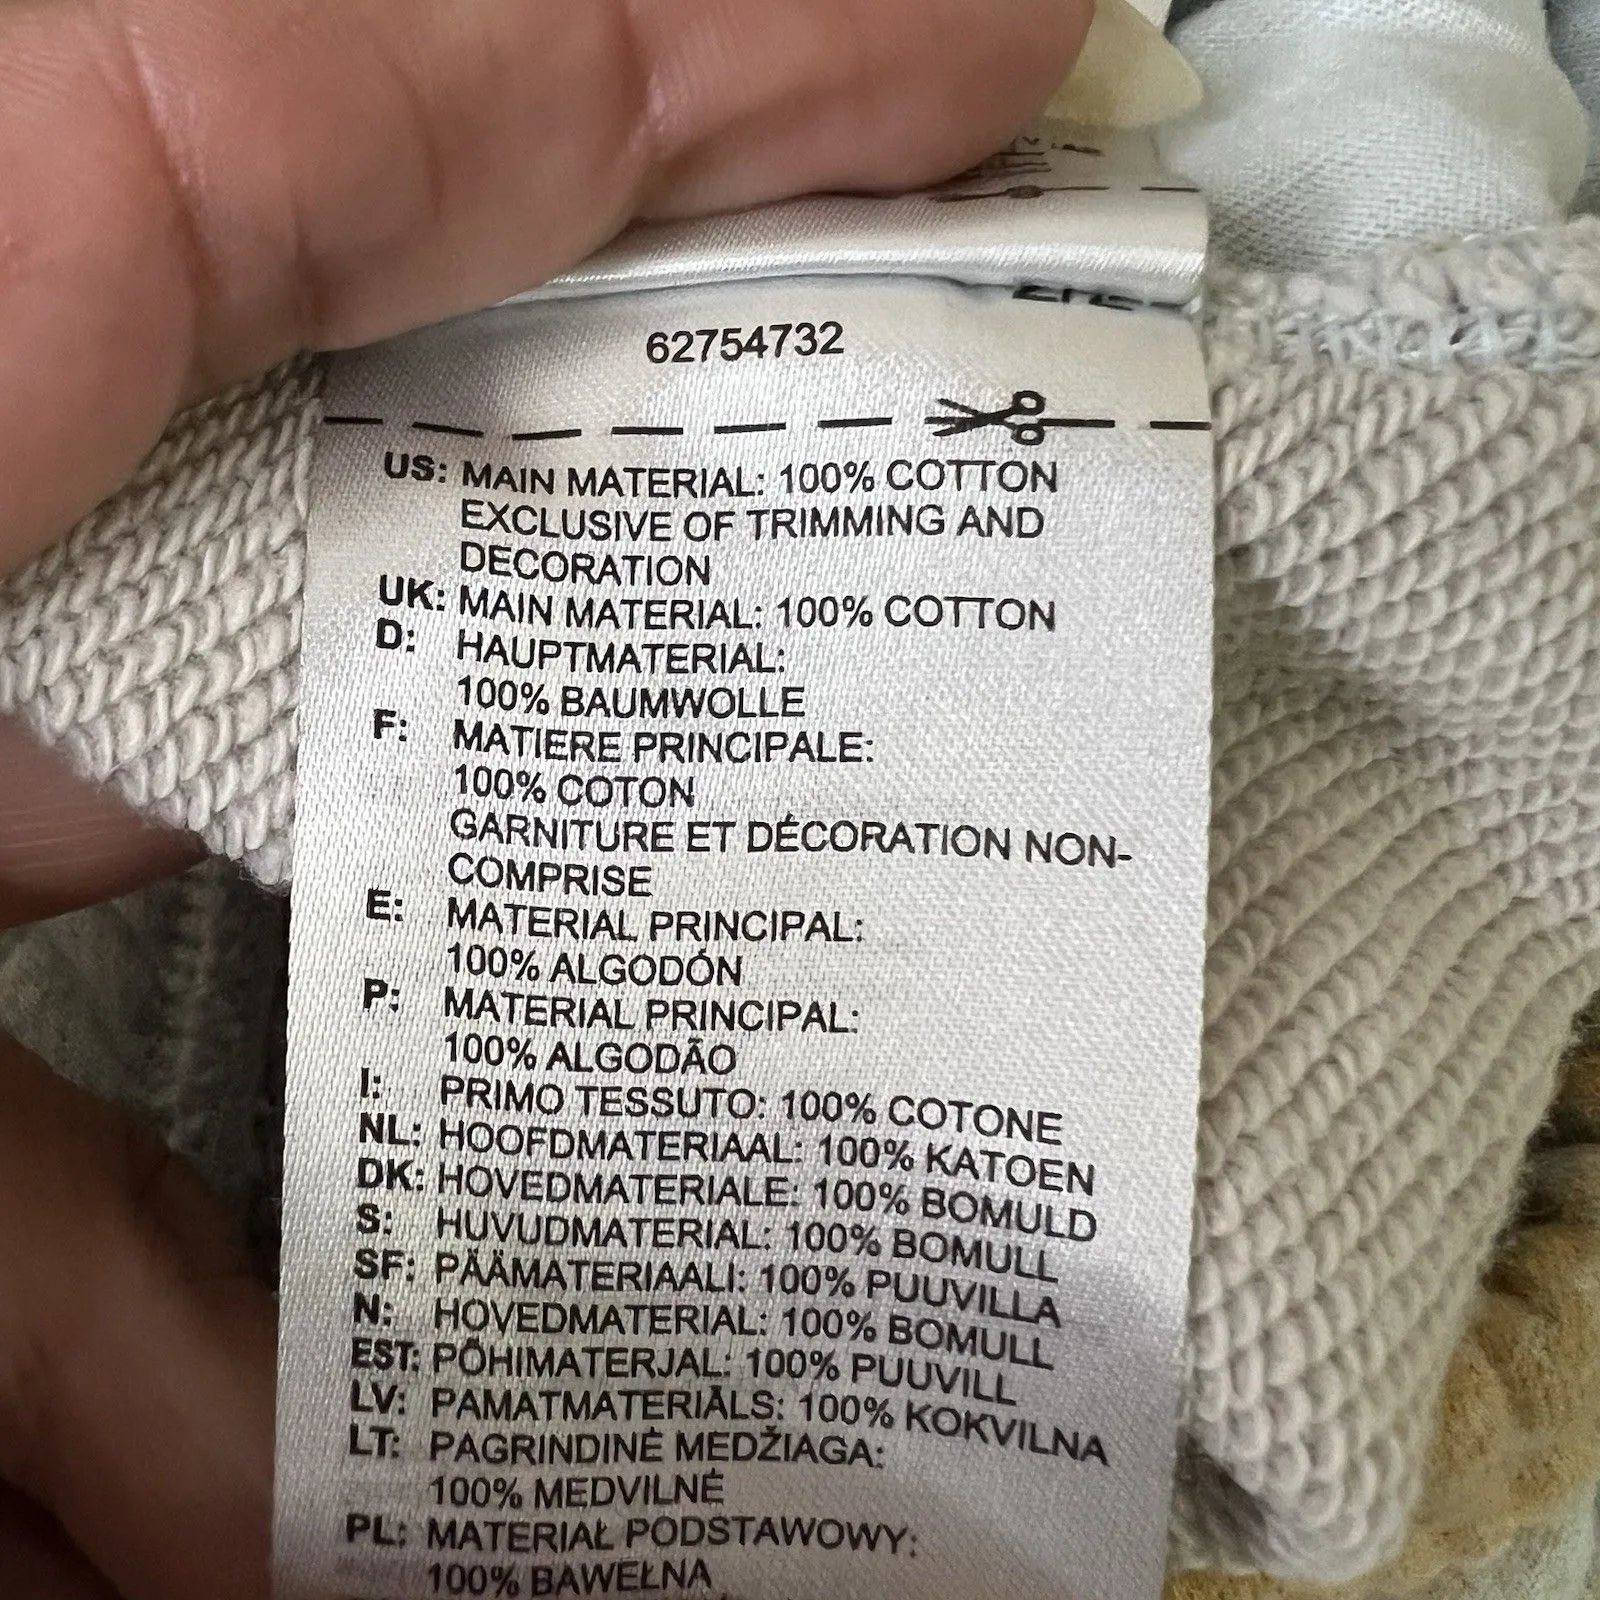 62754732
US: MAIN MATERIAL: 100% COTTON
EXCLUSIVE OF TRIMMING AND
DECORATION
UK: MAIN MATERIAL: 100% COTTON
D: HAUPTMATERIAL:
100% BAUMWOLLE
F: MATIERE PRINCIPALE:
100% COTON
GARNITURE ET DÉCORATION NON-
COMPRISE
E: MATERIAL PRINCIPAL:
100% ALGODÓN
P: MATERIAL PRINCIPAL:
100% ALGODÃO
I: PRIMO TESSUTO: 100% COTONE
NL: HOOFDMATERIAAL: 100% KATOEN
DK: HOVEDMATERIALE: 100% BOMULD
S: HUVUDMATERIAL: 100% BOMULL
SF: PÄÄMATERIAALI: 100% PUUVILLA
N: HOVEDMATERIAL: 100% BOMULL
EST: PÕHIMATERJAL: 100% PUUVILL
LV: PAMATMATERIĀLS: 100% KOKVILNA
LT: PAGRINDINĖ MEDŽIAGA:
100% MEDVILNĖ
PL: MATERIAŁ PODSTAWOWY:
100% BAWEŁNA